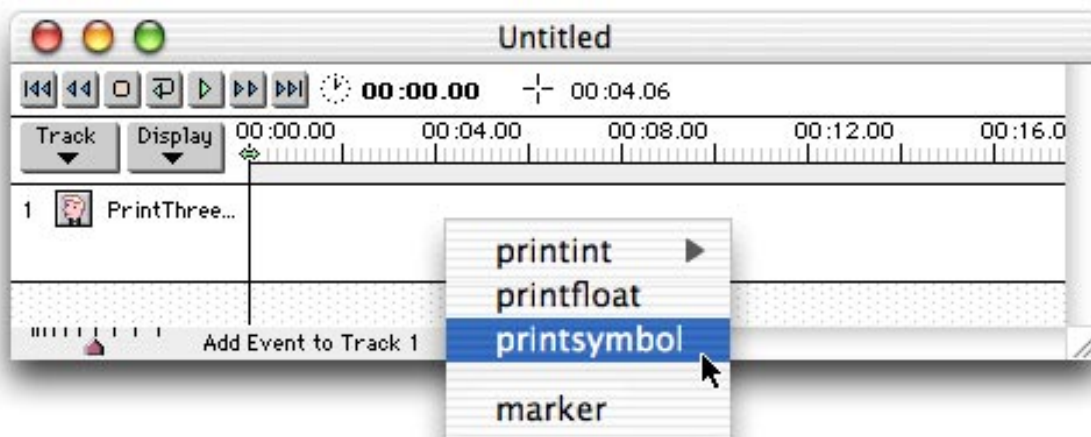 Untitled
00:00.00 00:04.06
Track Display 00:00.00 00:04.00 00:08.00 00:12.00 00:16.0
1 PrintThree...
printint
printfloat
printsymbol
Add Event to Track 1
marker